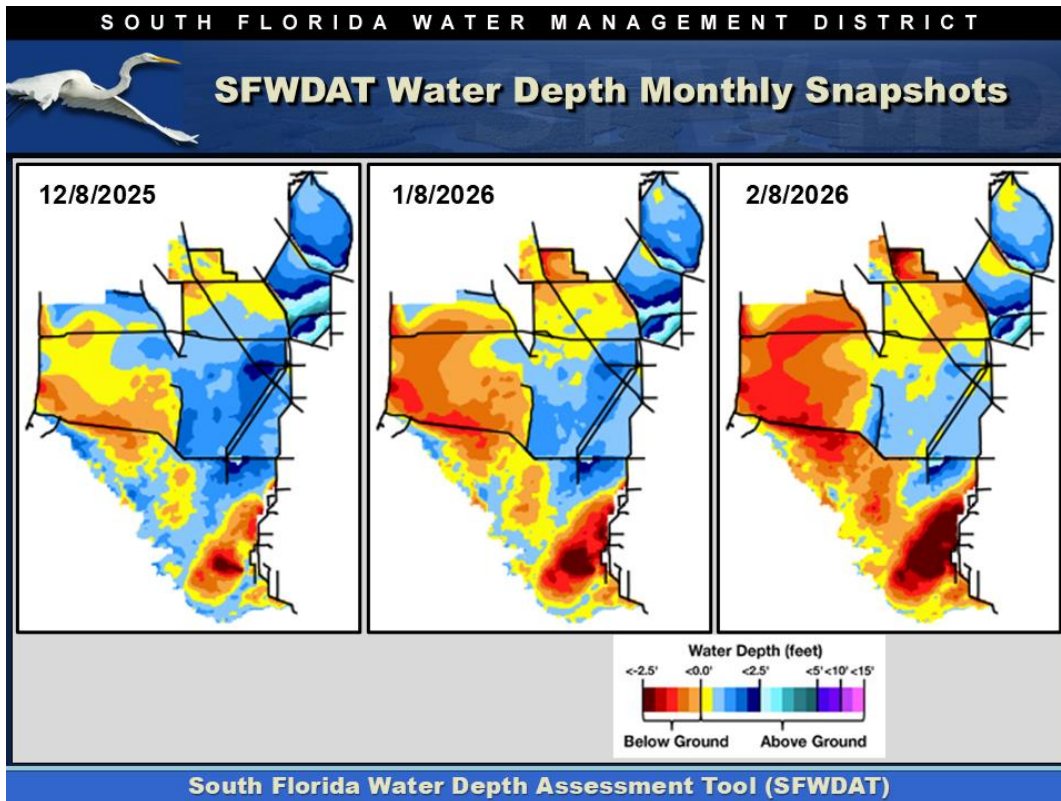 SOUTH FLORIDA WATER MANAGEMENT DISTRICT
SFWDAT Water Depth Monthly Snapshots
12/8/2025
1/8/2026
2/8/2026
Water Depth (feet)
<-2.5' <0.0' <2.5' <5' <10' <15'
Below Ground Above Ground
South Florida Water Depth Assessment Tool (SFWDAT)